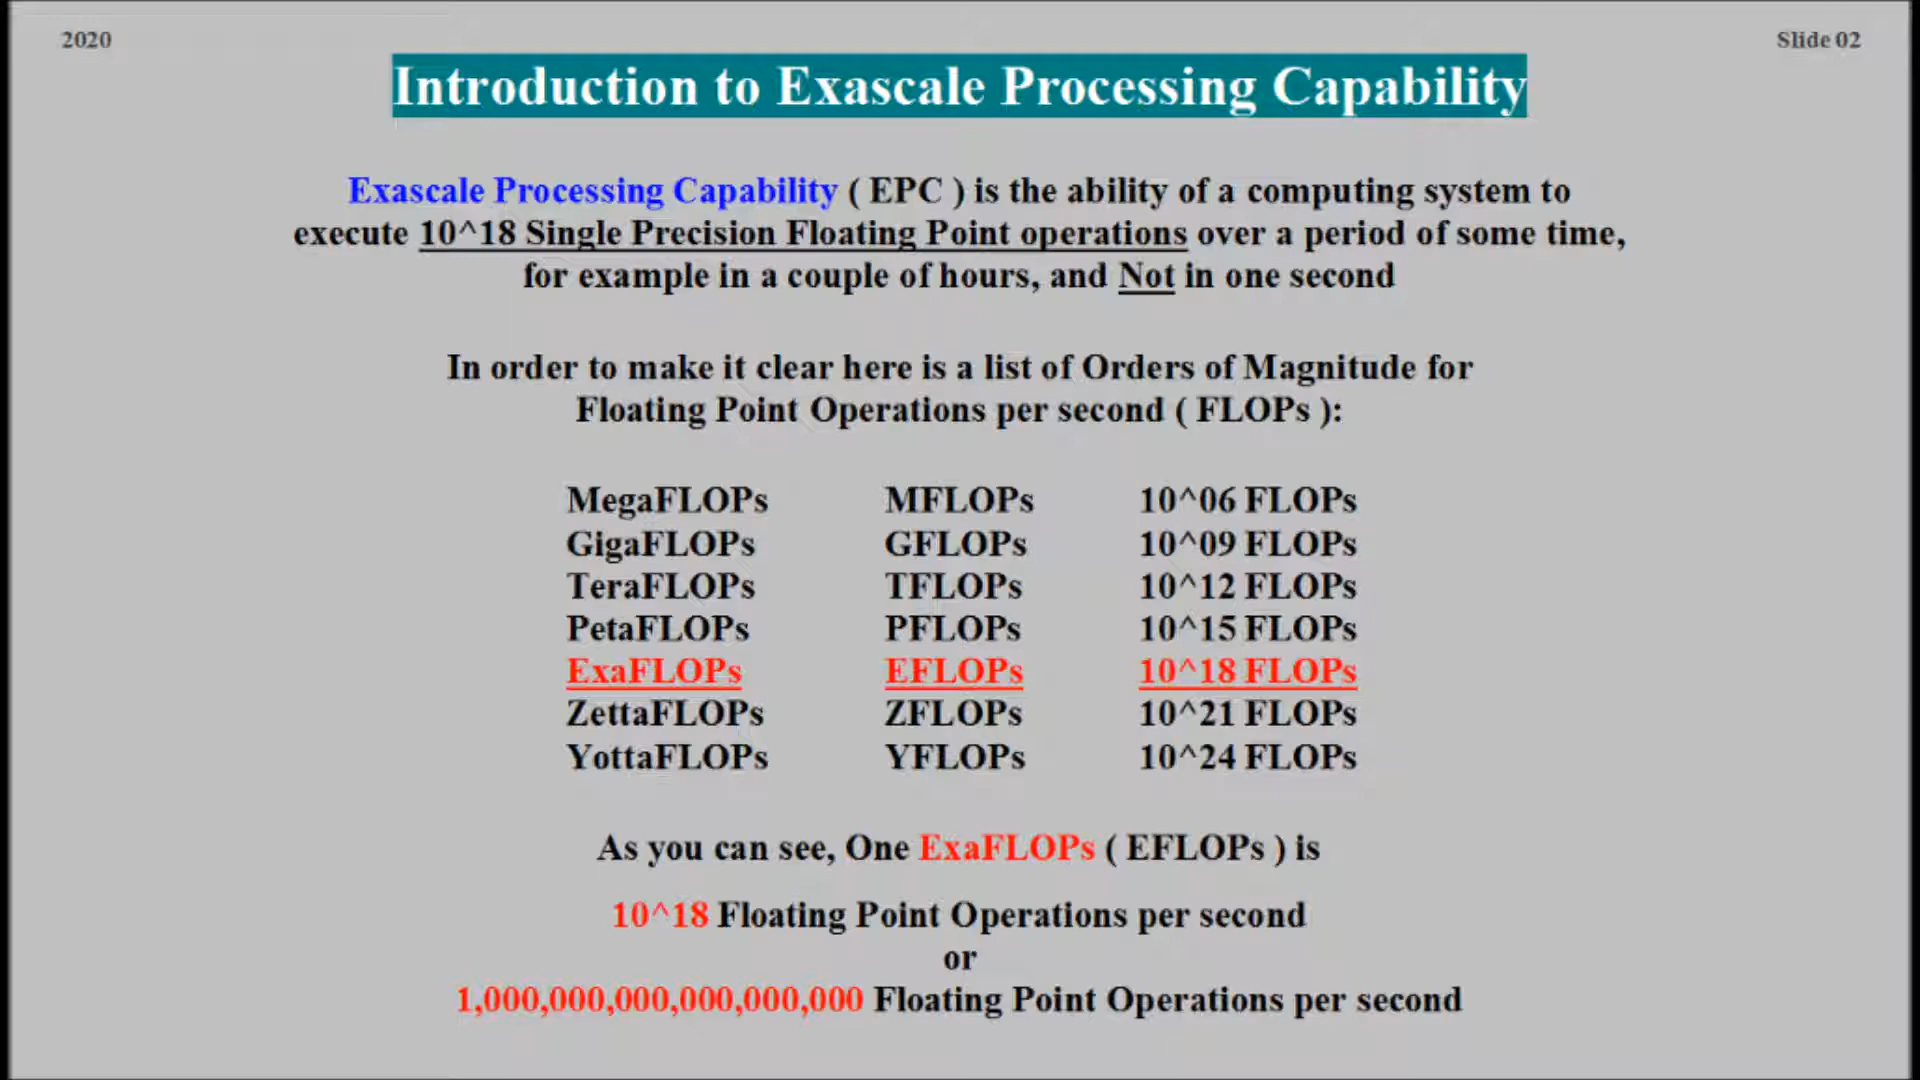 2020
Slide 02
Introduction to Exascale Processing Capability
Exascale Processing Capability ( EPC ) is the ability of a computing system to
execute 10^18 Single Precision Floating Point operations over a period of some time,
for example in a couple of hours, and Not in one second
In order to make it clear here is a list of Orders of Magnitude for
Floating Point Operations per second ( FLOPs ):
MegaFLOPs MFLOPs 10^06 FLOPs
GigaFLOPs GFLOPs 10^09 FLOPs
TeraFLOPs TFLOPs 10^12 FLOPs
PetaFLOPs PFLOPs 10^15 FLOPs
ExaFLOPs EFLOPs 10^18 FLOPs
ZettaFLOPs ZFLOPs 10^21 FLOPs
YottaFLOPs YFLOPs 10^24 FLOPs
As you can see, One ExaFLOPs ( EFLOPs ) is
10^18 Floating Point Operations per second
or
1,000,000,000,000,000,000 Floating Point Operations per second